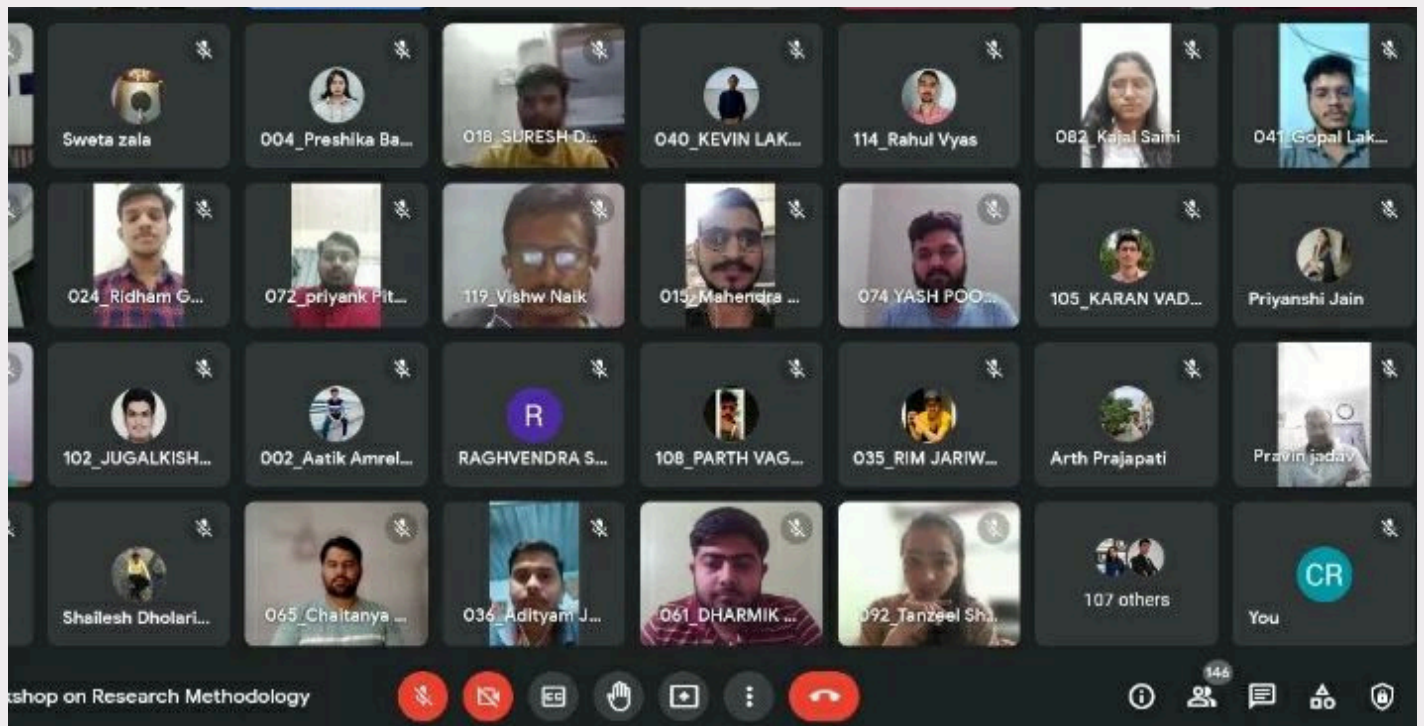 Sweta zala
004_Preshika Ba...
018_SURESH D...
040_KEVIN LAK...
114_Rahul Vyas
082_Kajal Saini
041_Gopal Lak...
024_Ridham G...
072_priyank Pit...
119_Vishw Naik
015_Mahendra ...
074 YASH POO...
105_KARAN VAD...
Priyanshi Jain
102_JUGALKISH...
002_Aatik Amrel...
R
RAGHVENDRA S...
108_PARTH VAG...
035_RIM JARIW...
Arth Prajapati
Pravin jadav
Shailesh Dholari...
065_Chaitanya ...
036_Adityam J...
061_DHARMIK ...
092_Tanzeel Sh...
107 others
CR
You
kshop on Research Methodology
CC
146